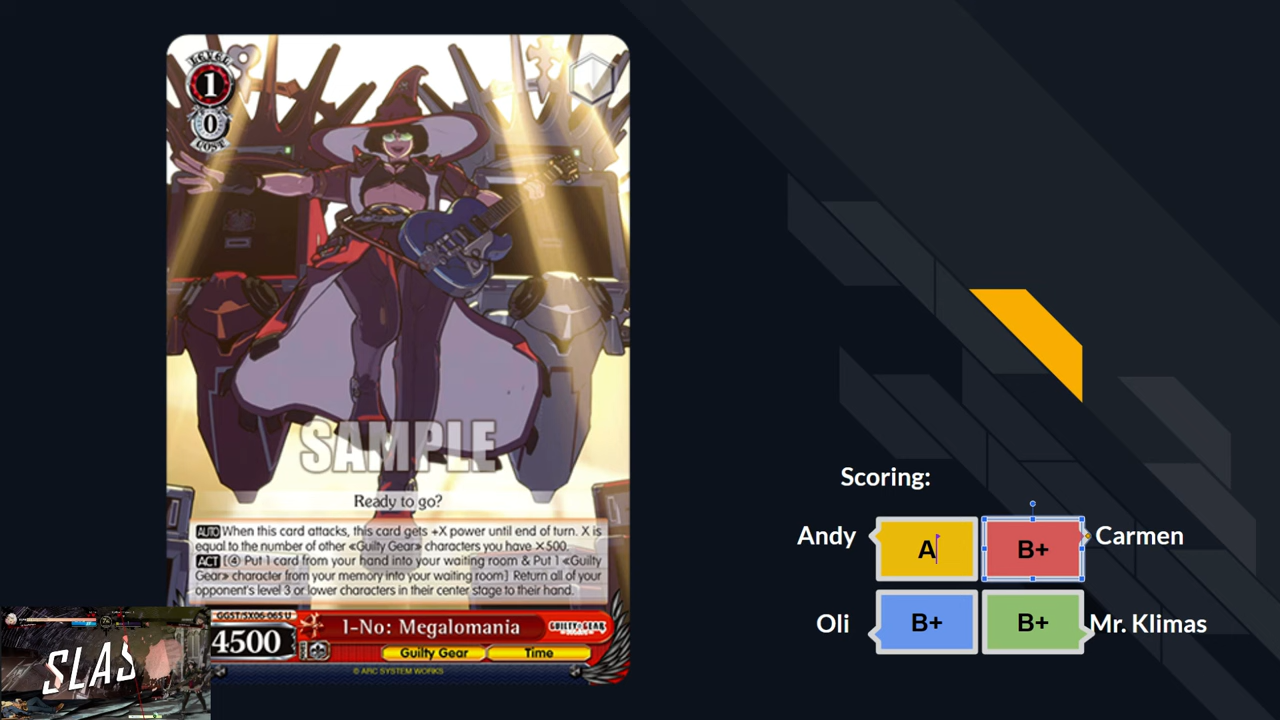 LEVEL
1
0
COST
SAMPLE
Ready to go?
AUTO When this card attacks, this card gets +X power until end of turn. X is
equal to the number of other «Guilty Gear» characters you have ×500.
ACT [④ Put 1 card from your hand into your waiting room & Put 1 «Guilty
Gear» character from your memory into your waiting room] Return all of your
opponent's level 3 or lower characters in their center stage to their hand.
GGST/SX06-065 U
4500
I-No: Megalomania
GUILTY GEAR
Guilty Gear
Time
© ARC SYSTEM WORKS
SLAS
Scoring:
Andy
A
B+
Carmen
Oli
B+
B+
Mr. Klimas